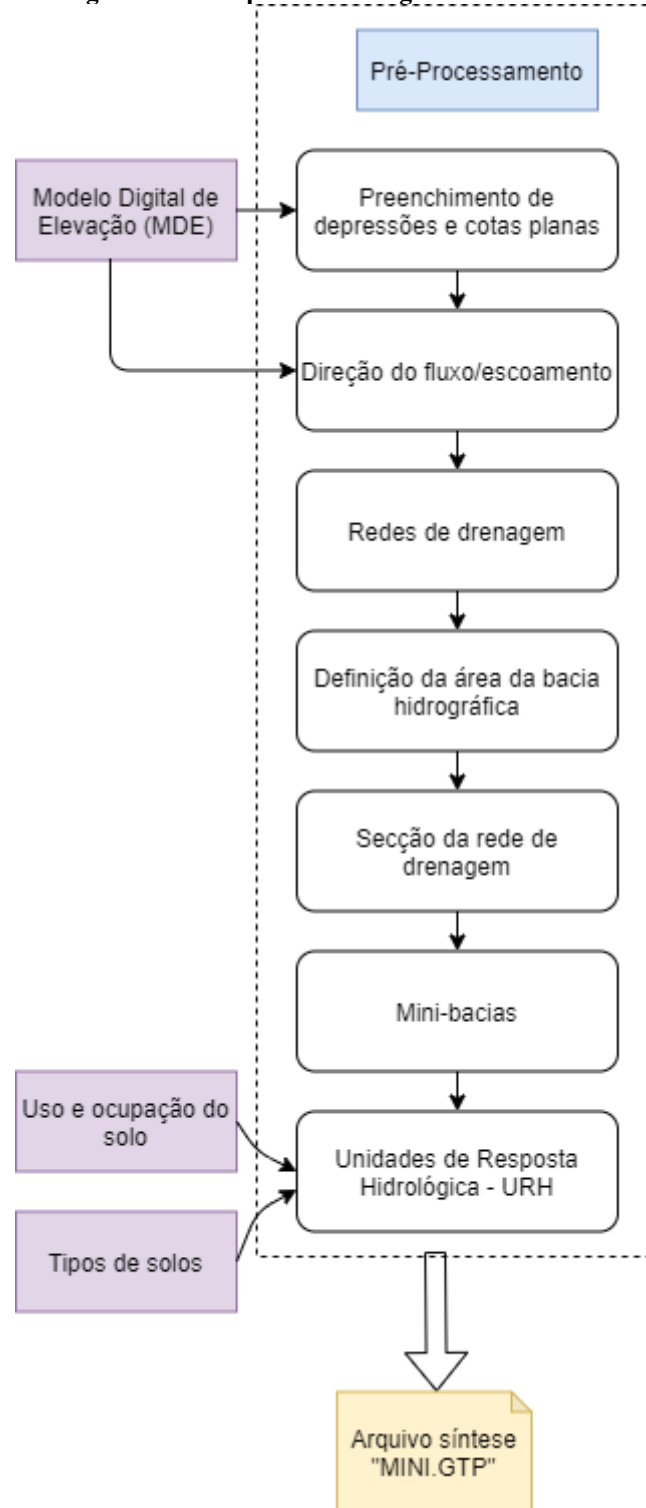 Pré-Processamento
Modelo Digital de
Elevação (MDE)
Preenchimento de
depressões e cotas planas
Direção do fluxo/escoamento
Redes de drenagem
Definição da área da bacia
hidrográfica
Secção da rede de
drenagem
Mini-bacias
Uso e ocupação do
solo
Unidades de Resposta
Hidrológica - URH
Tipos de solos
Arquivo síntese
"MINI.GTP"